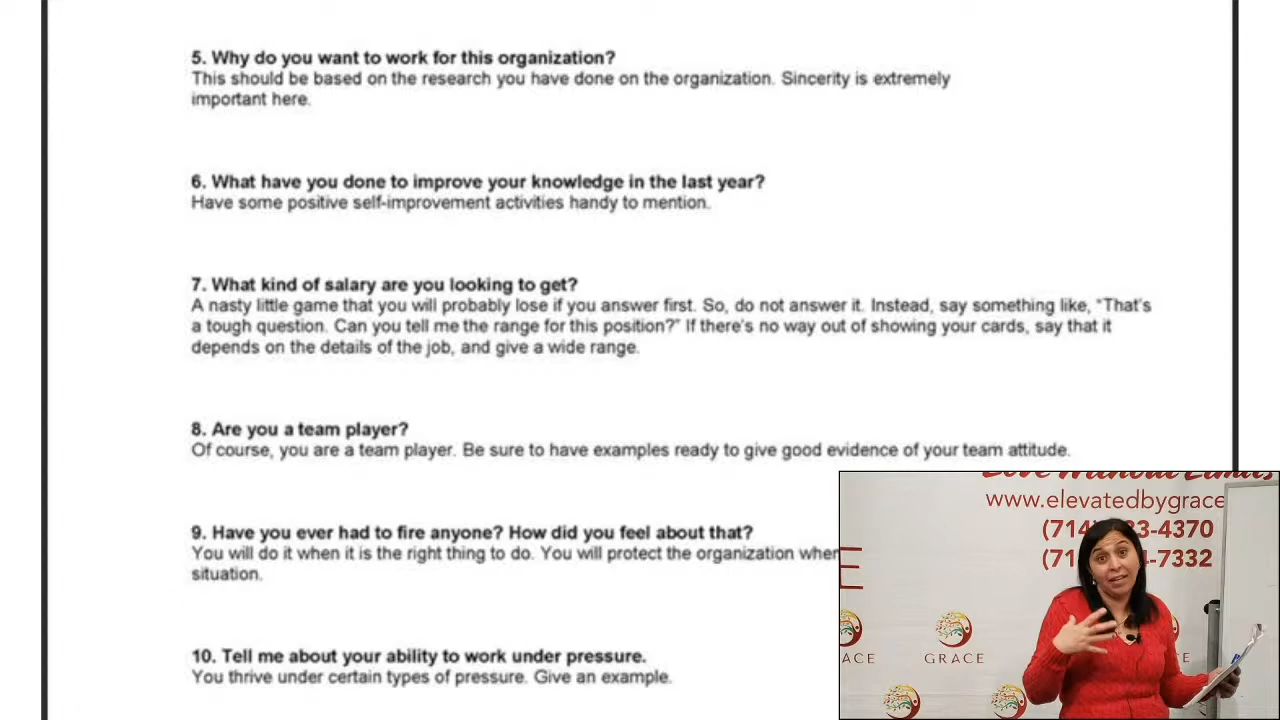 5. Why do you want to work for this organization?
This should be based on the research you have done on the organization. Sincerity is extremely
important here.
6. What have you done to improve your knowledge in the last year?
Have some positive self-improvement activities handy to mention.
7. What kind of salary are you looking to get?
A nasty little game that you will probably lose if you answer first. So, do not answer it. Instead, say something like, "That's
a tough question. Can you tell me the range for this position?" If there's no way out of showing your cards, say that it
depends on the details of the job, and give a wide range.
8. Are you a team player?
Of course, you are a team player. Be sure to have examples ready to give good evidence of your team attitude.
9. Have you ever had to fire anyone? How did you feel about that?
You will do it when it is the right thing to do. You will protect the organization when
situation.
10. Tell me about your ability to work under pressure.
You thrive under certain types of pressure. Give an example.
Love Without Limits
www.elevatedbygrace
(714) 3-4370
(71 -7332
E
ACE
GRACE
E